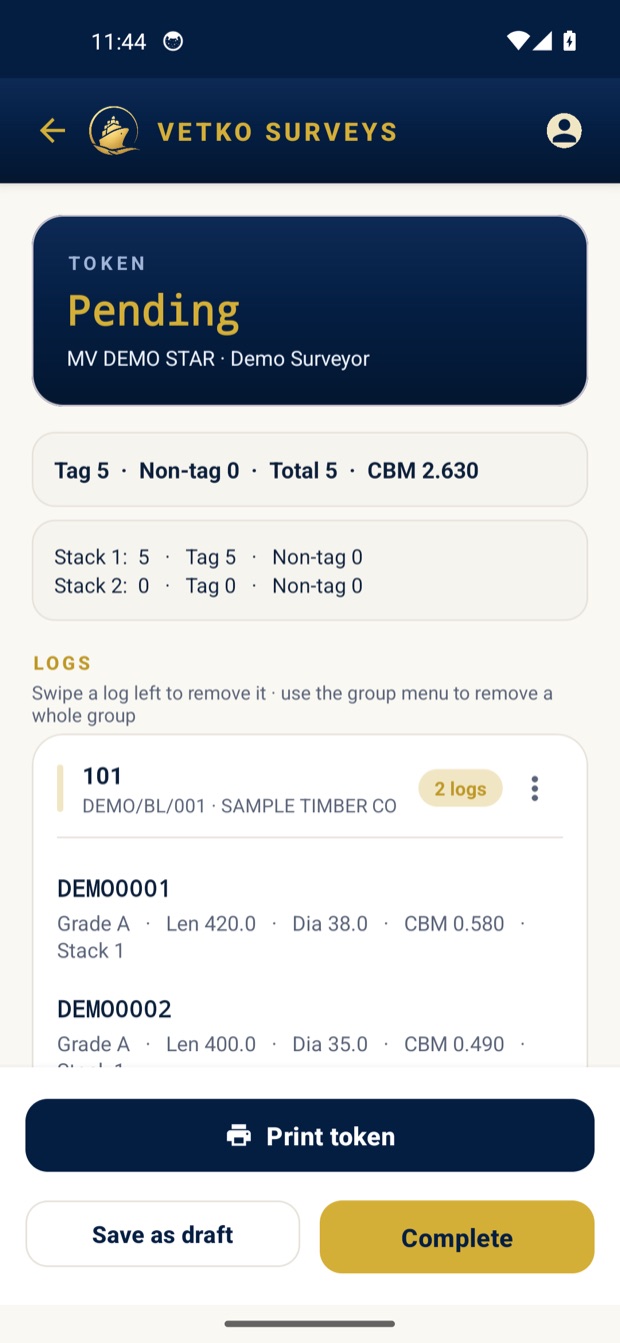 11:44
VETKO SURVEYS
TOKEN
Pending
MV DEMO STAR · Demo Surveyor
Tag 5 · Non-tag 0 · Total 5 · CBM 2.630
Stack 1: 5 · Tag 5 · Non-tag 0
Stack 2: 0 · Tag 0 · Non-tag 0
LOGS
Swipe a log left to remove it · use the group menu to remove a
whole group
101
2 logs
DEMO/BL/001 · SAMPLE TIMBER CO
DEMO0001
Grade A · Len 420.0 · Dia 38.0 · CBM 0.580 ·
Stack 1
DEMO0002
Grade A · Len 400.0 · Dia 35.0 · CBM 0.490 ·
Print token
Save as draft
Complete